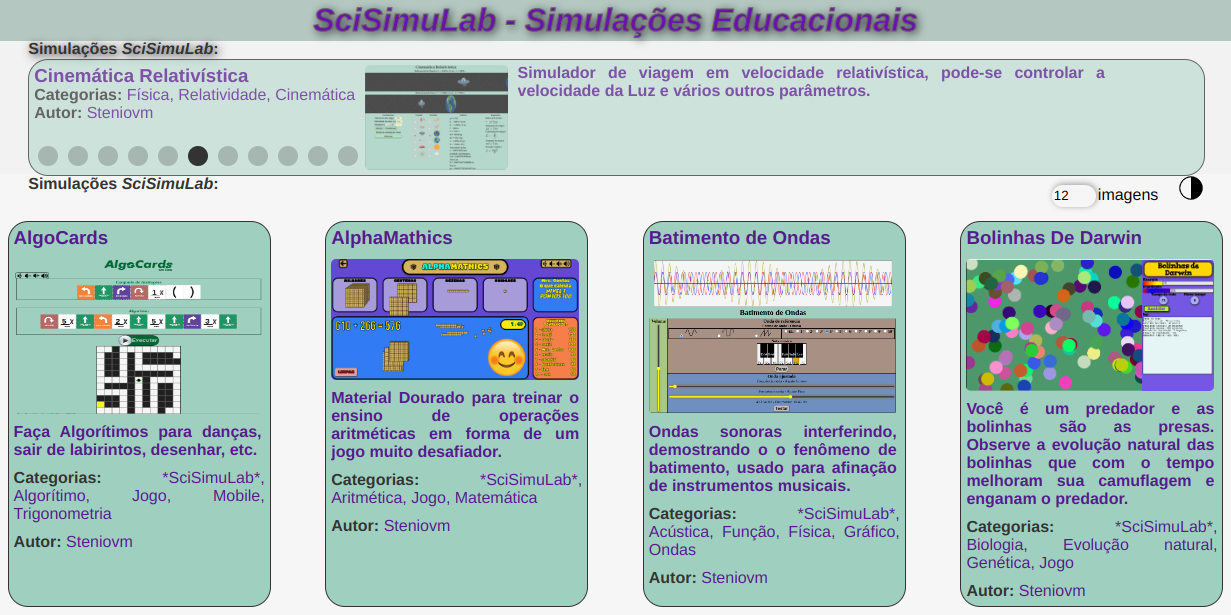 SciSimuLab - Simulações Educacionais
Simulações SciSimuLab:
Cinemática Relativística
Categorias: Física, Relatividade, Cinemática
Autor: Steniovm
Simulador de viagem em velocidade relativística, pode-se controlar a
velocidade da Luz e vários outros parâmetros.
Simulações SciSimuLab:
12 imagens
AlgoCards
AlgoCards
Executar
Faça Algorítimos para danças,
sair de labirintos, desenhar, etc.
Categorias: *SciSimuLab*,
Algorítimo, Jogo, Mobile,
Trigonometria
Autor: Steniovm
AlphaMathics
ALPHAMATHICS
Material Dourado para treinar o
ensino de operações
aritméticas em forma de um
jogo muito desafiador.
Categorias: *SciSimuLab*,
Aritmética, Jogo, Matemática
Autor: Steniovm
Batimento de Ondas
Batimento de Ondas
Ondas sonoras interferindo,
demostrando o o fenômeno de
batimento, usado para afinação
de instrumentos musicais.
Categorias: *SciSimuLab*,
Acústica, Função, Física, Gráfico,
Ondas
Autor: Steniovm
Bolinhas De Darwin
Bolinhas de
Darwin
Você é um predador e as
bolinhas são as presas.
Observe a evolução natural das
bolinhas que com o tempo
melhoram sua camuflagem e
enganam o predador.
Categorias: *SciSimuLab*,
Biologia, Evolução natural,
Genética, Jogo
Autor: Steniovm